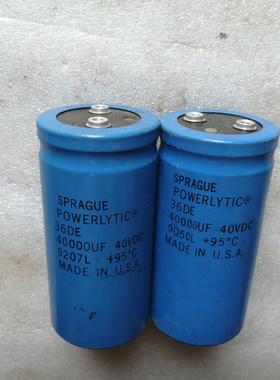 SPRAGUE
POWERLYTIC®
36DE
40000UF 40VDC
9207L +95°C
MADE IN U.S.A.
SPRAGUE
POWERLYTIC®
36DE
40000UF 40VDC
9050L +95°C
MADE IN U.S.A.